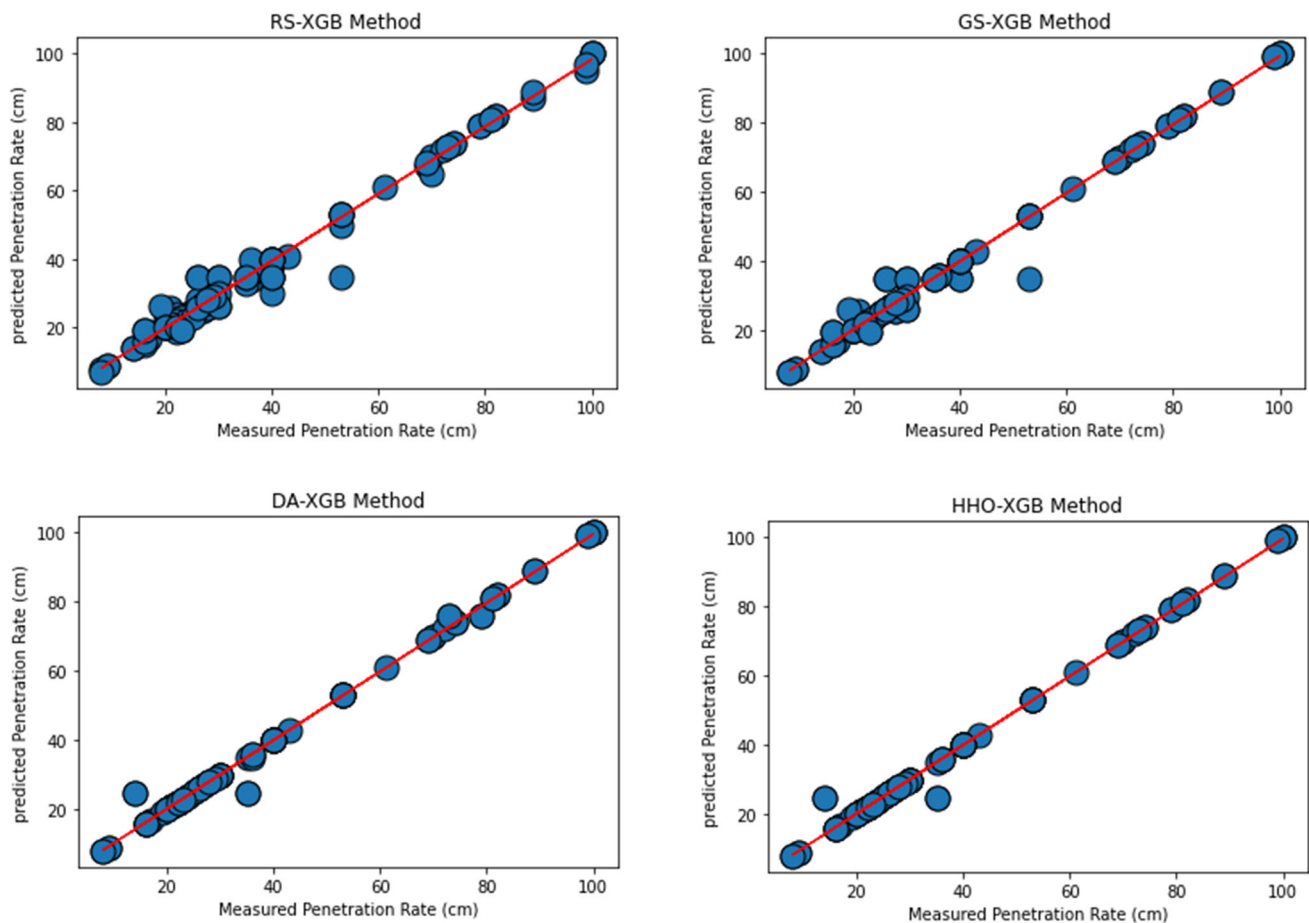 RS-XGB Method
predicted Penetration Rate (cm)
100
80
60
40
20
20 40 60 80 100
Measured Penetration Rate (cm)
GS-XGB Method
predicted Penetration Rate (cm)
100
80
60
40
20
20 40 60 80 100
Measured Penetration Rate (cm)
DA-XGB Method
predicted Penetration Rate (cm)
100
80
60
40
20
20 40 60 80 100
Measured Penetration Rate (cm)
HHO-XGB Method
predicted Penetration Rate (cm)
100
80
60
40
20
20 40 60 80 100
Measured Penetration Rate (cm)